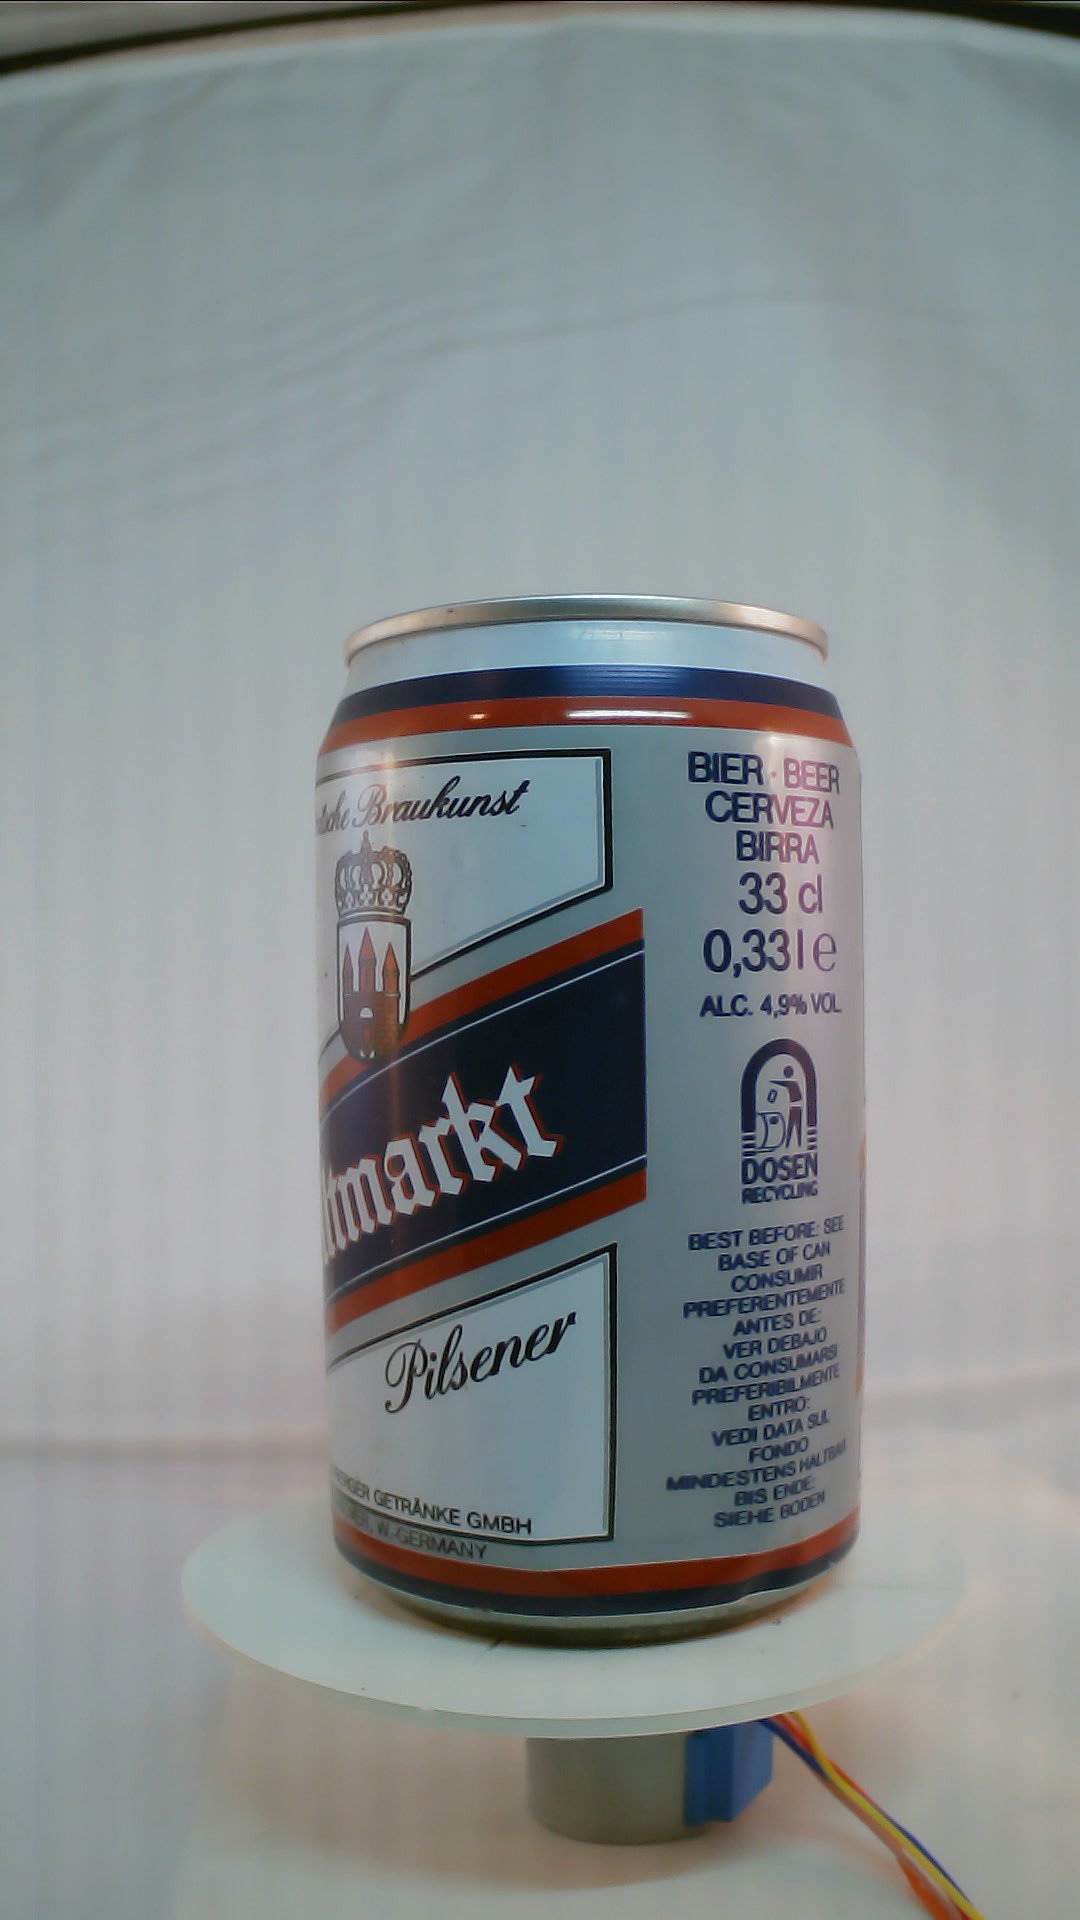 Braukunst
tmarkt
Pilsener
GETRÄNKE GMBH
W.-GERMANY
BIER · BEER
CERVEZA
BIRRA
33 cl
0,33 l e
ALC. 4,9% VOL
DOSEN
RECYCLING
BEST BEFORE: SEE
BASE OF CAN
CONSUMIR
PREFERENTEMENTE
ANTES DE:
VER DEBAJO
DA CONSUMARSI
PREFERIBILMENTE
ENTRO:
VEDI DATA SUL
FONDO
MINDESTENS HALTBAR
BIS ENDE:
SIEHE BODEN